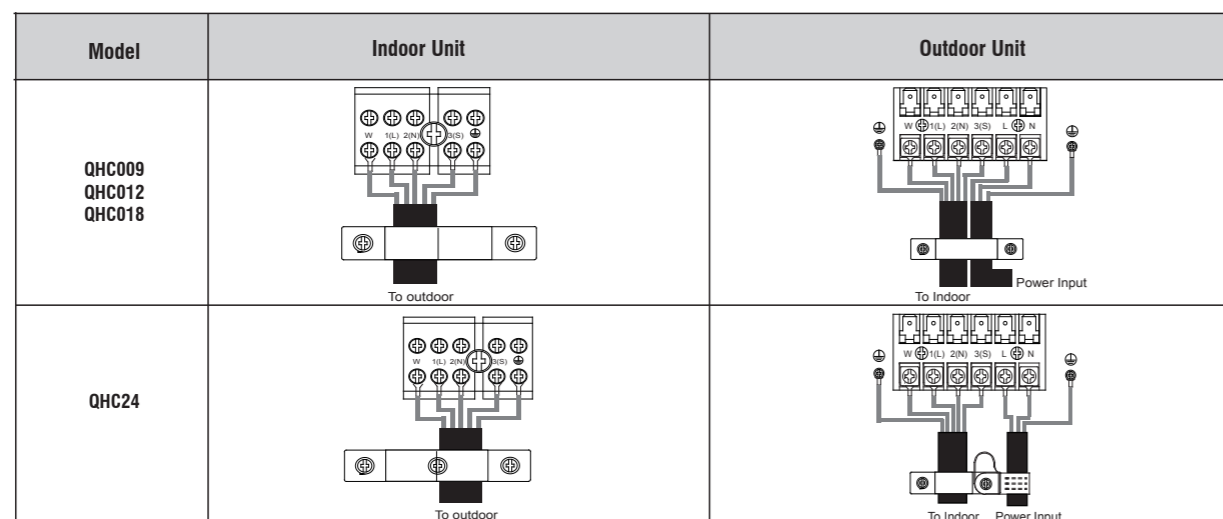 Model Indoor Unit Outdoor Unit
QHC009
QHC012
QHC018
W 1(L) 2(N) 3(S)
To outdoor
W 1(L) 2(N) 3(S) L N
To Indoor
Power Input
QHC24
W 1(L) 2(N) 3(S)
To outdoor
W 1(L) 2(N) 3(S) L N
To Indoor Power Input